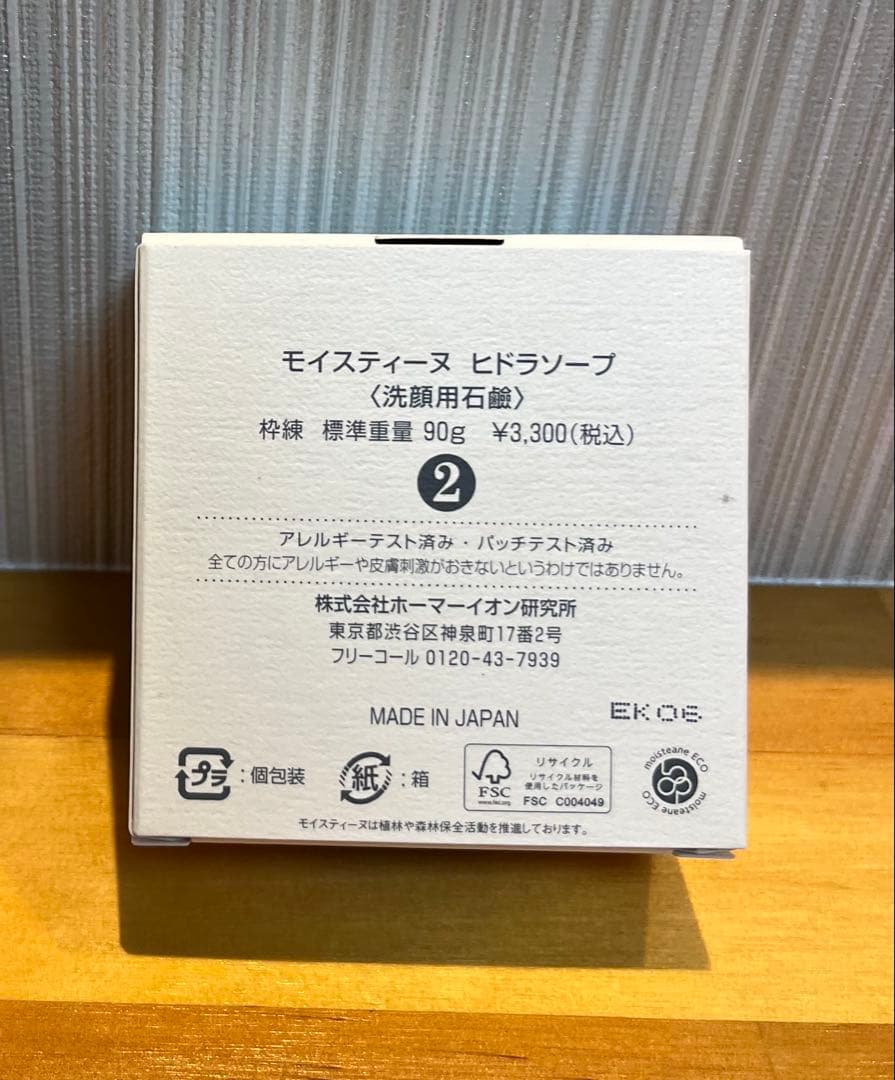 モイスティーヌ ヒドラソープ
〈洗顔用石鹼〉
枠練 標準重量 90g ¥3,300(税込)
2
アレルギーテスト済み・パッチテスト済み
全ての方にアレルギーや皮膚刺激がおきないというわけではありません。
株式会社ホーマーイオン研究所
東京都渋谷区神泉町17番2号
フリーコール 0120-43-7939
MADE IN JAPAN
EK06
プラ:個包装
紙:箱
FSC
www.fsc.org
リサイクル
リサイクル材料を
使用したパッケージ
FSC C004049
moisteane ECO
moisteane ECO
モイスティーヌは植林や森林保全活動を推進しております。